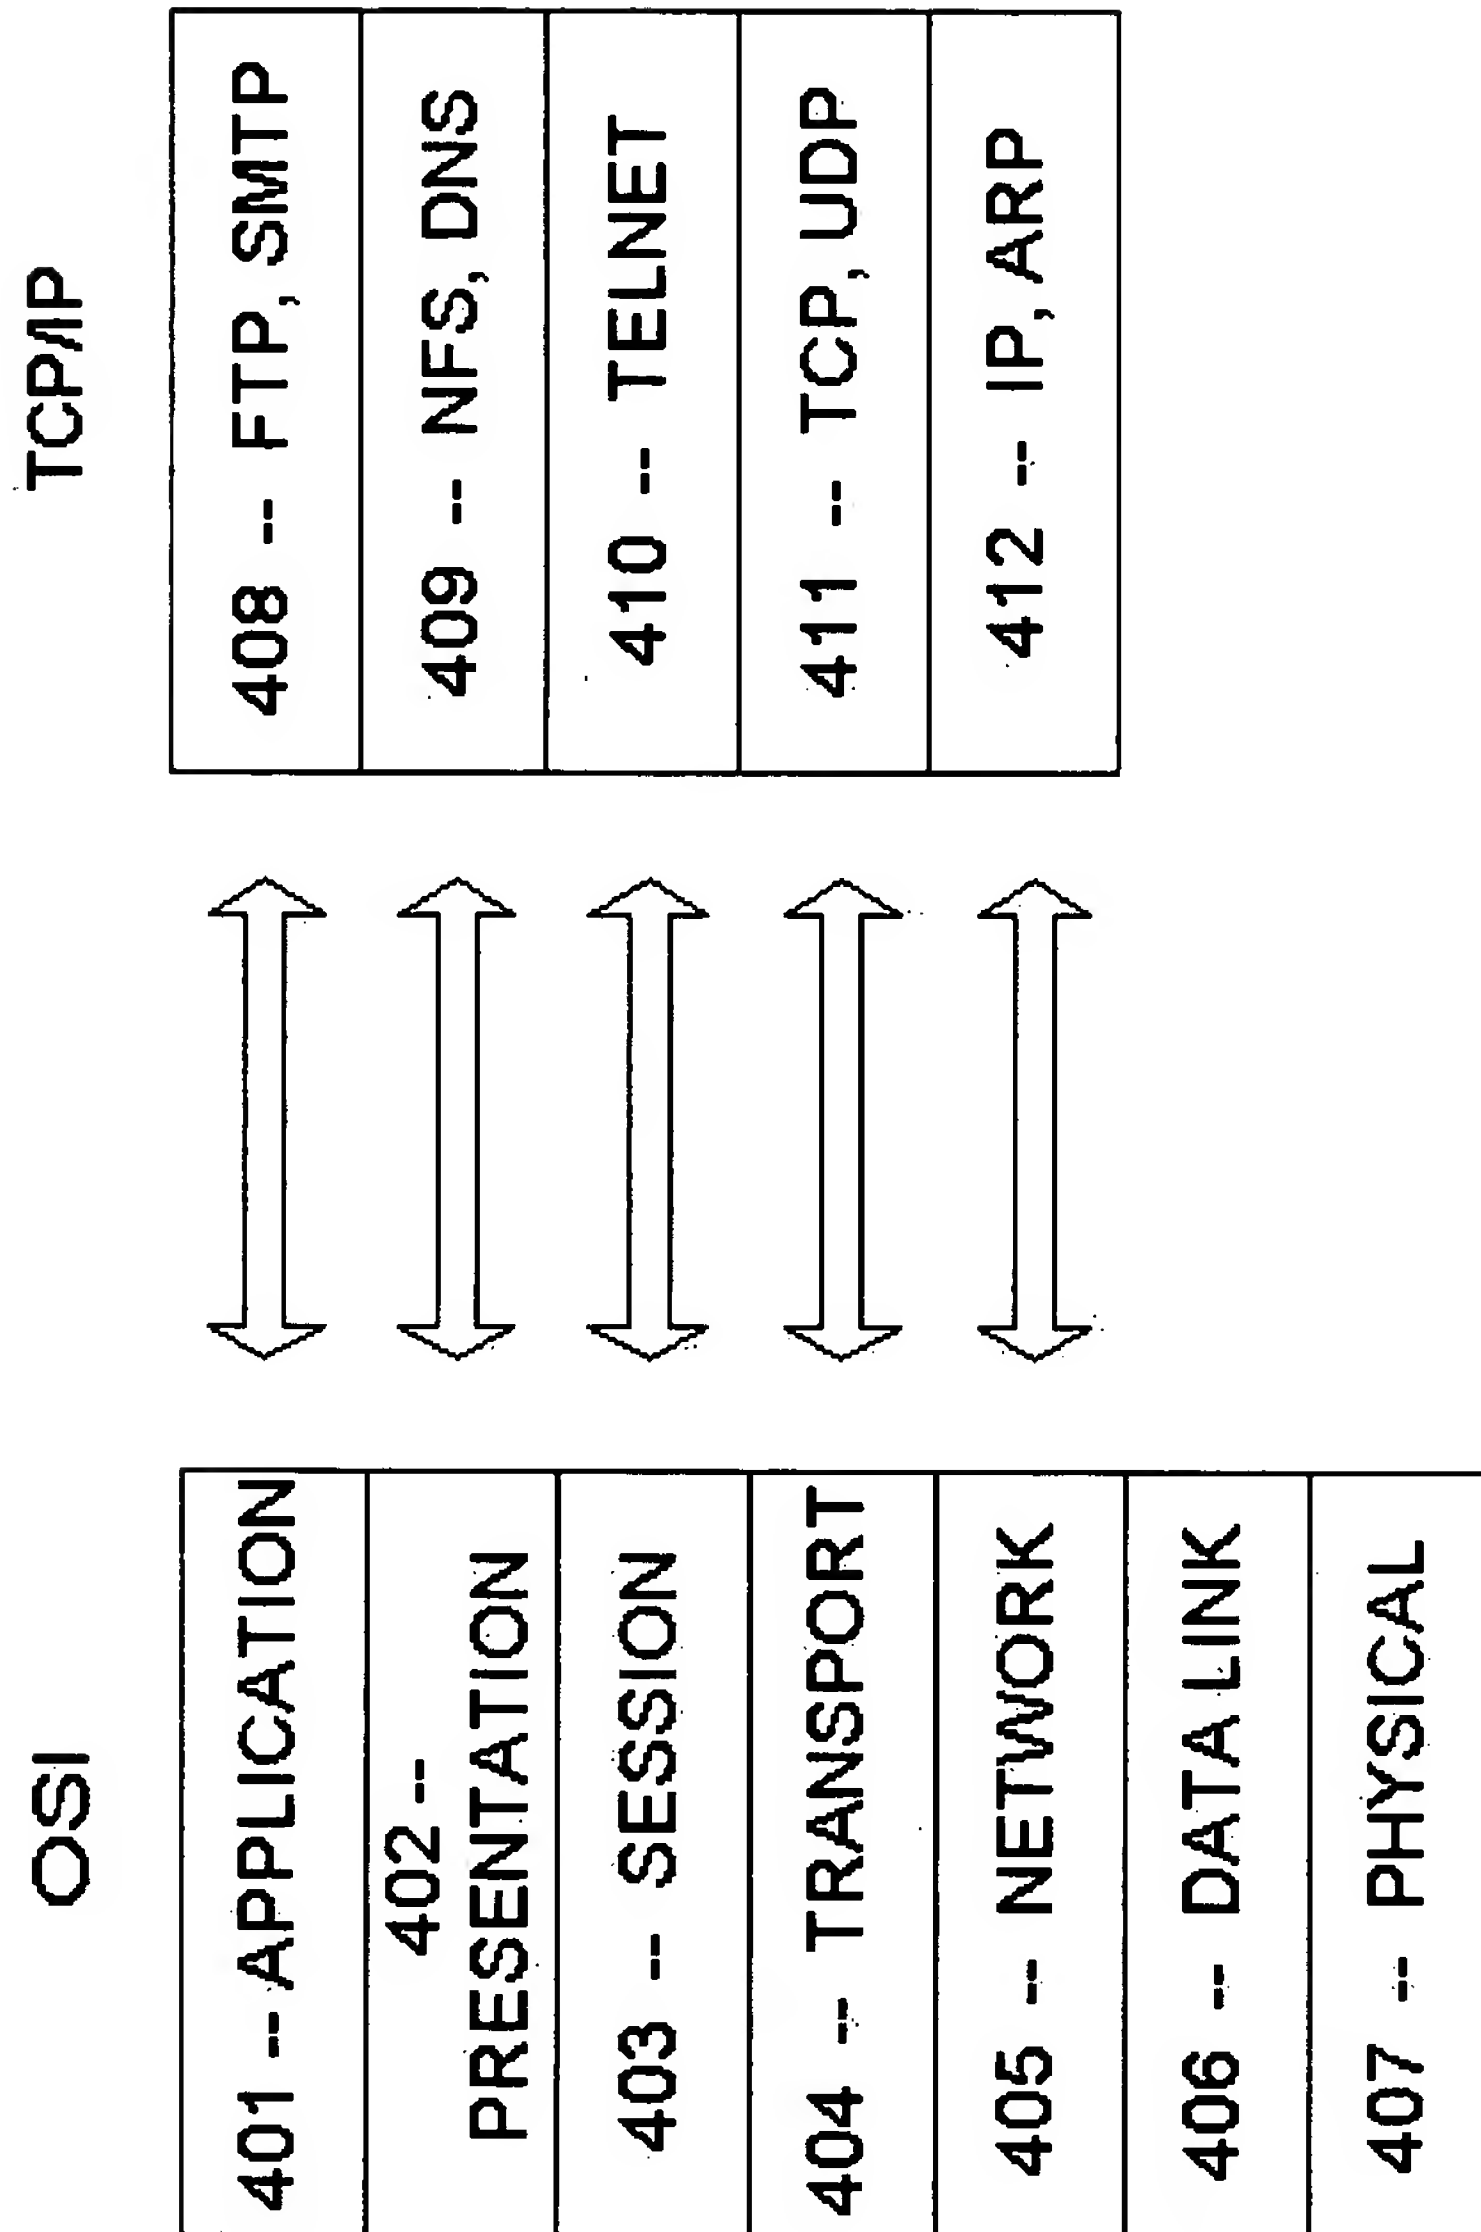 OSI
401 -- APPLICATION
402 --
PRESENTATION
403 -- SESSION
404 -- TRANSPORT
405 -- NETWORK
406 -- DATA LINK
407 -- PHYSICAL
TCP/IP
408 -- FTP, SMTP
409 -- NFS, DNS
410 -- TELNET
411 -- TCP, UDP
412 -- IP, ARP